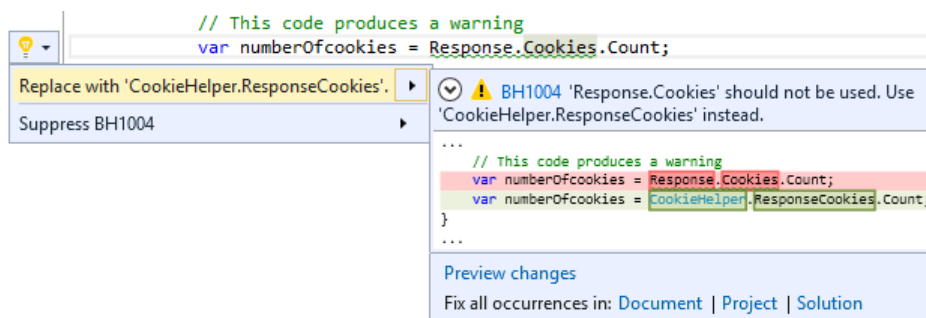 // This code produces a warning
var numberOfcookies = Response.Cookies.Count;
Replace with 'CookieHelper.ResponseCookies'.
Suppress BH1004
BH1004 'Response.Cookies' should not be used. Use
'CookieHelper.ResponseCookies' instead.
...
// This code produces a warning
var numberOfcookies = Response.Cookies.Count;
var numberOfcookies = CookieHelper.ResponseCookies.Count;
}
...
Preview changes
Fix all occurrences in: Document | Project | Solution